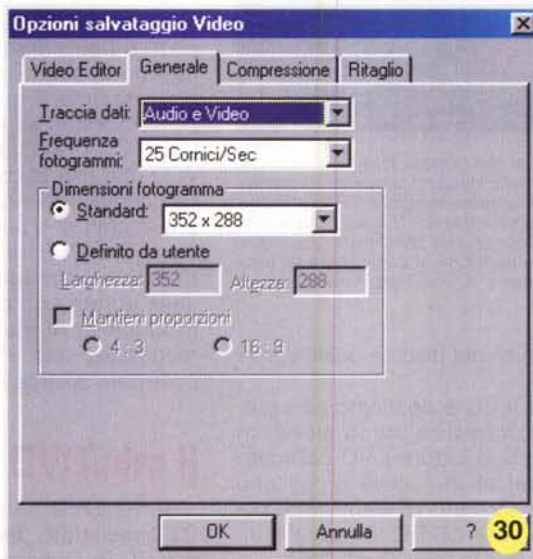 Opzioni salvataggio Video
Video Editor Generale Compressione Ritaglio
Traccia dati: Audio e Video
Frequenza
fotogrammi: 25 Cornici/Sec
Dimensioni fotogramma
Standard: 352 x 288
Definito da utente
Larghezza: 352 Altezza: 288
Mantieni proporzioni
4 : 3 16 : 9
OK Annulla ? 30